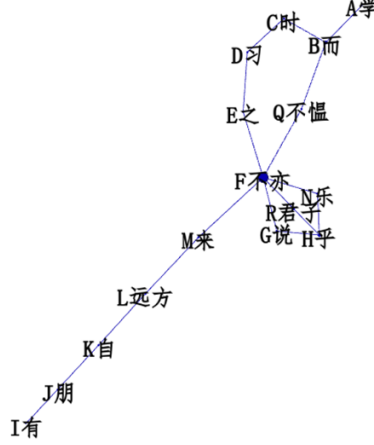 A学
C时
B而
D习
E之
Q不愠
F不亦
N乐
R君子
G说
H乎
M来
L远方
K自
J朋
I有